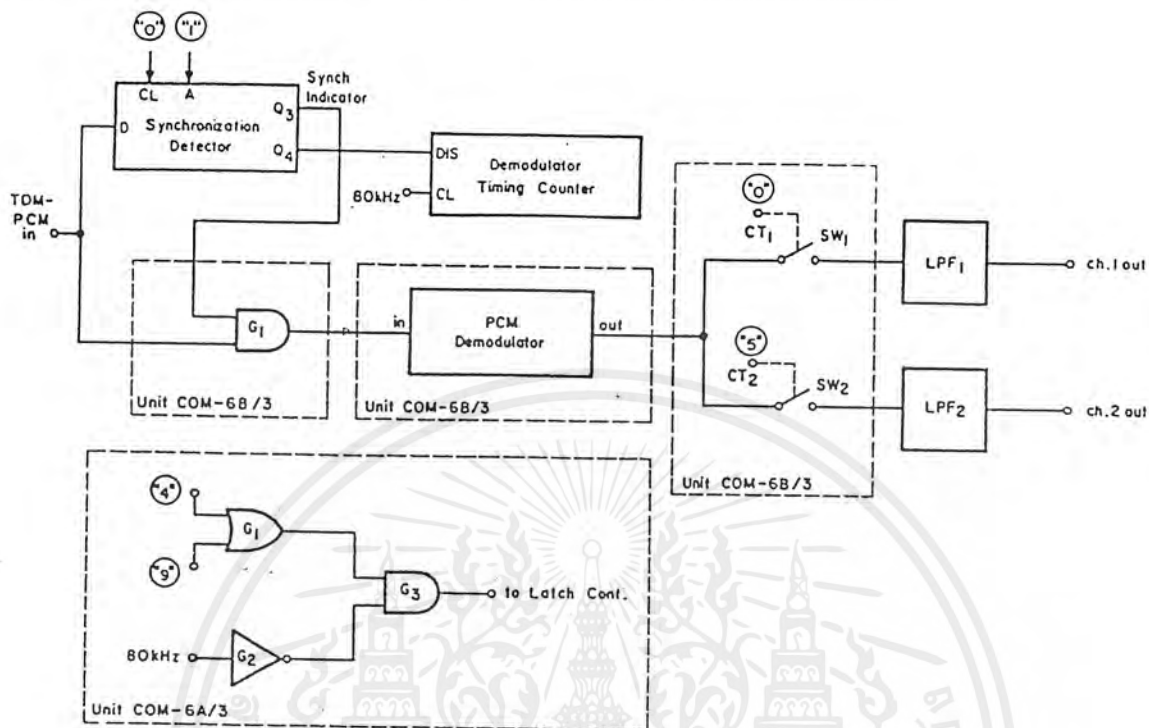 "0" "1"
CL A
Synch
Indicator
D
Synchronization
Detector
Q3
Q4
DIS
Demodulator
Timing Counter
80kHz
CL
TDM-
PCM
in
G1
Unit COM-6B/3
in
PCM
Demodulator
out
Unit COM-6B/3
"0"
CT1
SW1
LPF1
ch.1 out
"5"
CT2
SW2
LPF2
ch.2 out
Unit COM-6B/3
"4"
G1
"9"
G3
to Latch Cont.
80kHz
G2
Unit COM-6A/3